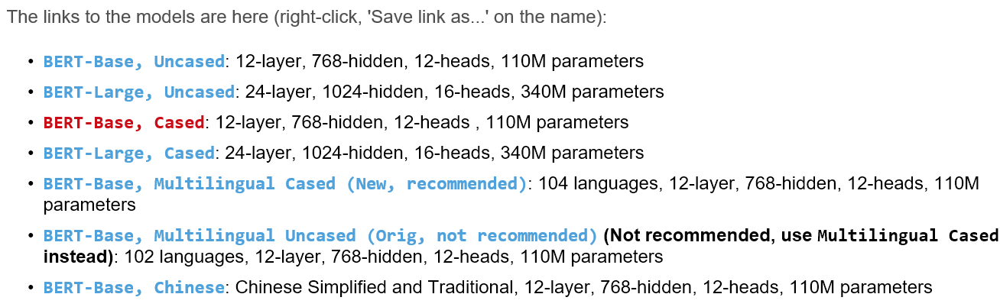 The links to the models are here (right-click, 'Save link as...' on the name):
• BERT-Base, Uncased: 12-layer, 768-hidden, 12-heads, 110M parameters
• BERT-Large, Uncased: 24-layer, 1024-hidden, 16-heads, 340M parameters
• BERT-Base, Cased: 12-layer, 768-hidden, 12-heads , 110M parameters
• BERT-Large, Cased: 24-layer, 1024-hidden, 16-heads, 340M parameters
• BERT-Base, Multilingual Cased (New, recommended): 104 languages, 12-layer, 768-hidden, 12-heads, 110M
parameters
• BERT-Base, Multilingual Uncased (Orig, not recommended) (Not recommended, use Multilingual Cased
instead): 102 languages, 12-layer, 768-hidden, 12-heads, 110M parameters
• BERT-Base, Chinese: Chinese Simplified and Traditional, 12-layer, 768-hidden, 12-heads, 110M parameters